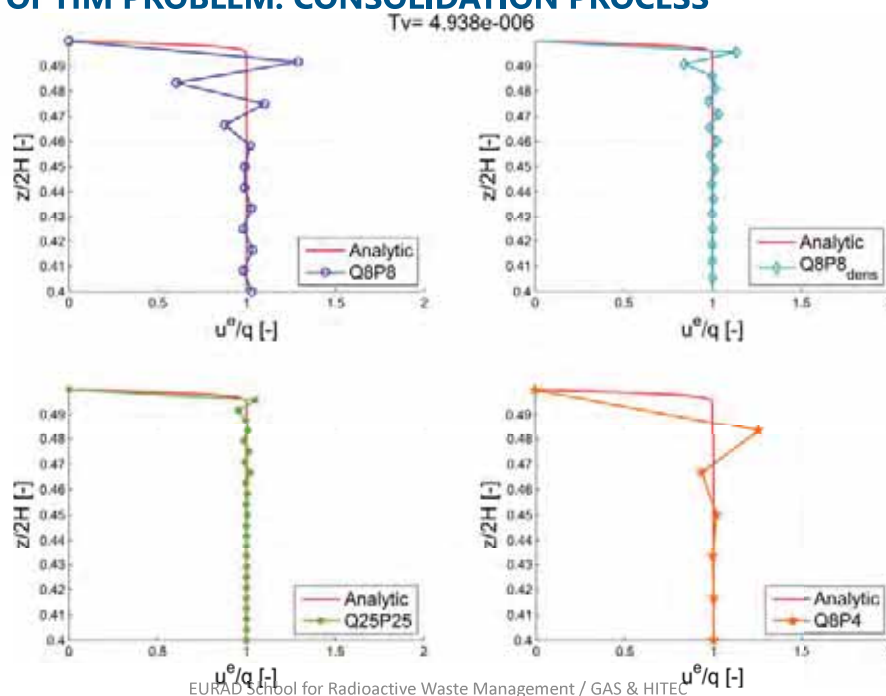 OF HM PROBLEM: CONSOLIDATION PROCESS
Tv= 4.938e-006
0.49
0.48
0.47
0.46
0.45
0.44
0.43
0.42
0.41
0.4
z/2H [-]
Analytic
Q8P8
0 0.5 1 1.5 2
u^e/q [-]
0.49
0.48
0.47
0.46
0.45
0.44
0.43
0.42
0.41
0.4
z/2H [-]
Analytic
Q8P8_dens
0 0.5 1 1.5
u^e/q [-]
0.49
0.48
0.47
0.46
0.45
0.44
0.43
0.42
0.41
0.4
z/2H [-]
Analytic
Q25P25
0 0.5 1 1.5 2
u^e/q [-]
0.49
0.48
0.47
0.46
0.45
0.44
0.43
0.42
0.41
0.4
z/2H [-]
Analytic
Q8P4
0 0.5 1 1.5
u^e/q [-]
EURAD School for Radioactive Waste Management / GAS & HITEC